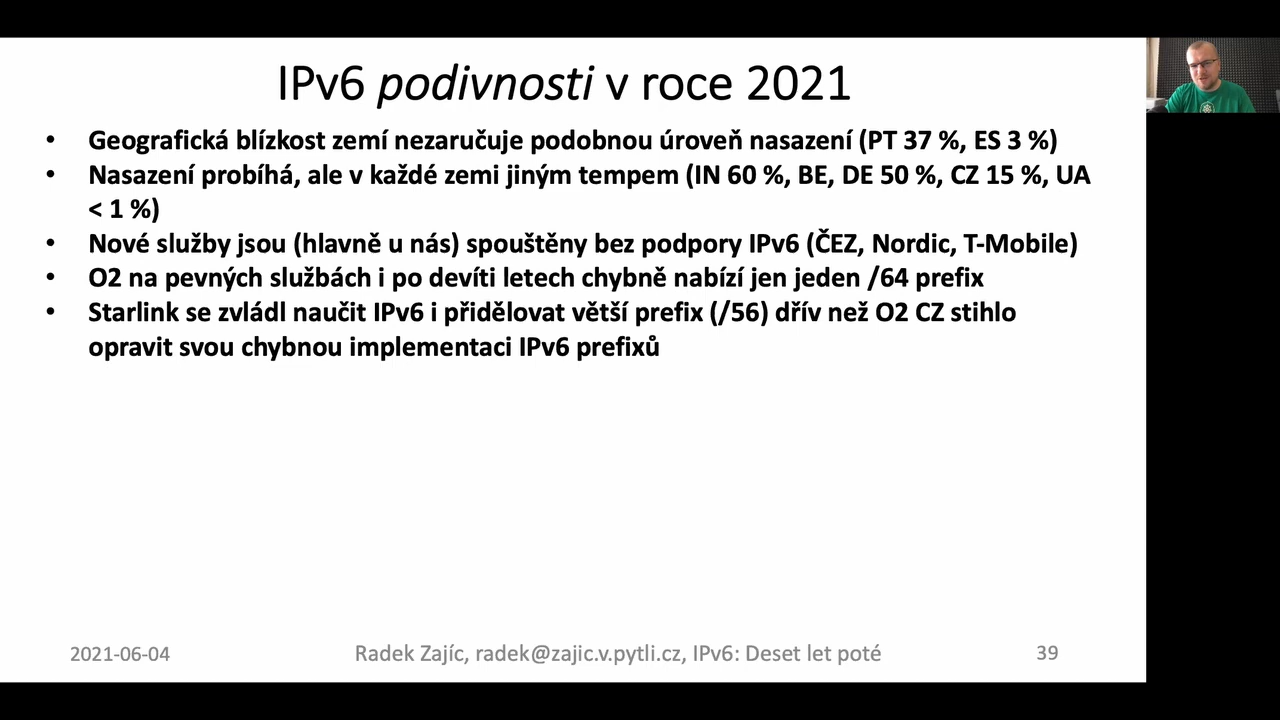 IPv6 podivnosti v roce 2021
• Geografická blízkost zemí nezaručuje podobnou úroveň nasazení (PT 37 %, ES 3 %)
• Nasazení probíhá, ale v každé zemi jiným tempem (IN 60 %, BE, DE 50 %, CZ 15 %, UA
< 1 %)
• Nové služby jsou (hlavně u nás) spouštěny bez podpory IPv6 (ČEZ, Nordic, T-Mobile)
• O2 na pevných službách i po devíti letech chybně nabízí jen jeden /64 prefix
• Starlink se zvládl naučit IPv6 i přidělovat větší prefix (/56) dřív než O2 CZ stihlo
opravit svou chybnou implementaci IPv6 prefixů
2021-06-04
Radek Zajíc, radek@zajic.v.pytli.cz, IPv6: Deset let poté
39